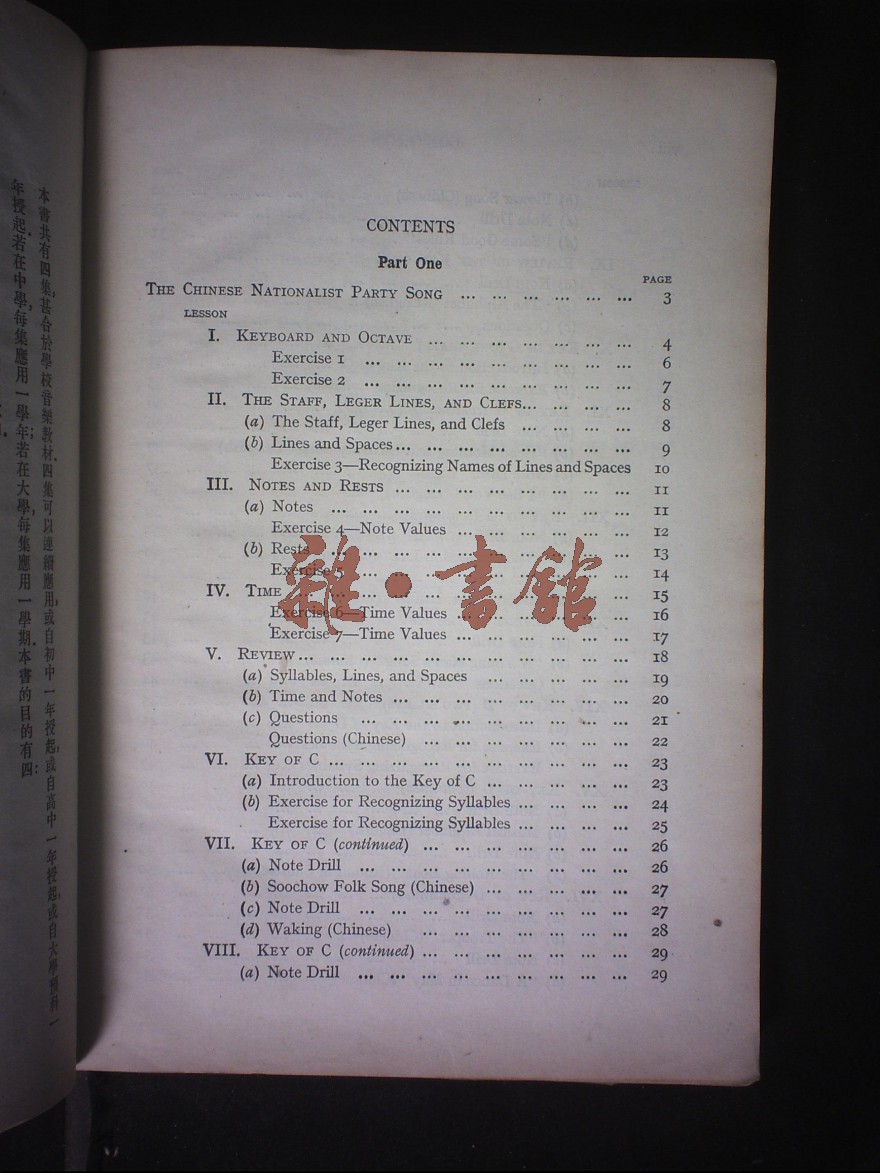 本書共有四集,甚合於學校音樂教材.四集可以連續應用,或自初中一年授起,或自高中一年授起,或自大學預科一
年授起.若在中學,每集應用一學年;若在大學,每集應用一學期.本書的目的有四:
CONTENTS
Part One
PAGE
THE CHINESE NATIONALIST PARTY SONG ... ... ... ... ... ... 3
LESSON
I. KEYBOARD AND OCTAVE ... ... ... ... ... ... ... 4
Exercise 1 ... ... ... ... ... ... ... ... ... 6
Exercise 2 ... ... ... ... ... ... ... ... ... 7
II. THE STAFF, LEGER LINES, AND CLEFS... ... ... ... 8
(a) The Staff, Leger Lines, and Clefs ... ... ... ... 8
(b) Lines and Spaces ... ... ... ... ... ... ... ... 9
Exercise 3—Recognizing Names of Lines and Spaces 10
III. NOTES AND RESTS ... ... ... ... ... ... ... ... 11
(a) Notes ... ... ... ... ... ... ... ... ... ... 11
Exercise 4—Note Values ... ... ... ... ... ... 12
(b) Rests ... ... ... ... ... ... ... ... ... ... 13
Exercise 5 ... ... ... ... ... ... ... ... ... 14
IV. TIME ... ... ... ... ... ... ... ... ... ... ... 15
Exercise 6—Time Values ... ... ... ... ... ... 16
Exercise 7—Time Values ... ... ... ... ... ... 17
V. REVIEW ... ... ... ... ... ... ... ... ... ... ... 18
(a) Syllables, Lines, and Spaces ... ... ... ... ... 19
(b) Time and Notes ... ... ... ... ... ... ... ... 20
(c) Questions ... ... ... ... ... ... ... ... ... 21
Questions (Chinese) ... ... ... ... ... ... ... 22
VI. KEY OF C ... ... ... ... ... ... ... ... ... ... 23
(a) Introduction to the Key of C ... ... ... ... ... 23
(b) Exercise for Recognizing Syllables ... ... ... ... 24
Exercise for Recognizing Syllables ... ... ... ... 25
VII. KEY OF C (continued) ... ... ... ... ... ... ... 26
(a) Note Drill ... ... ... ... ... ... ... ... ... 26
(b) Soochow Folk Song (Chinese) ... ... ... ... ... 27
(c) Note Drill ... ... ... ... ... ... ... ... ... 27
(d) Waking (Chinese) ... ... ... ... ... ... ... 28
VIII. KEY OF C (continued) ... ... ... ... ... ... ... 29
(a) Note Drill ... ... ... ... ... ... ... ... ... 29
雜·書館